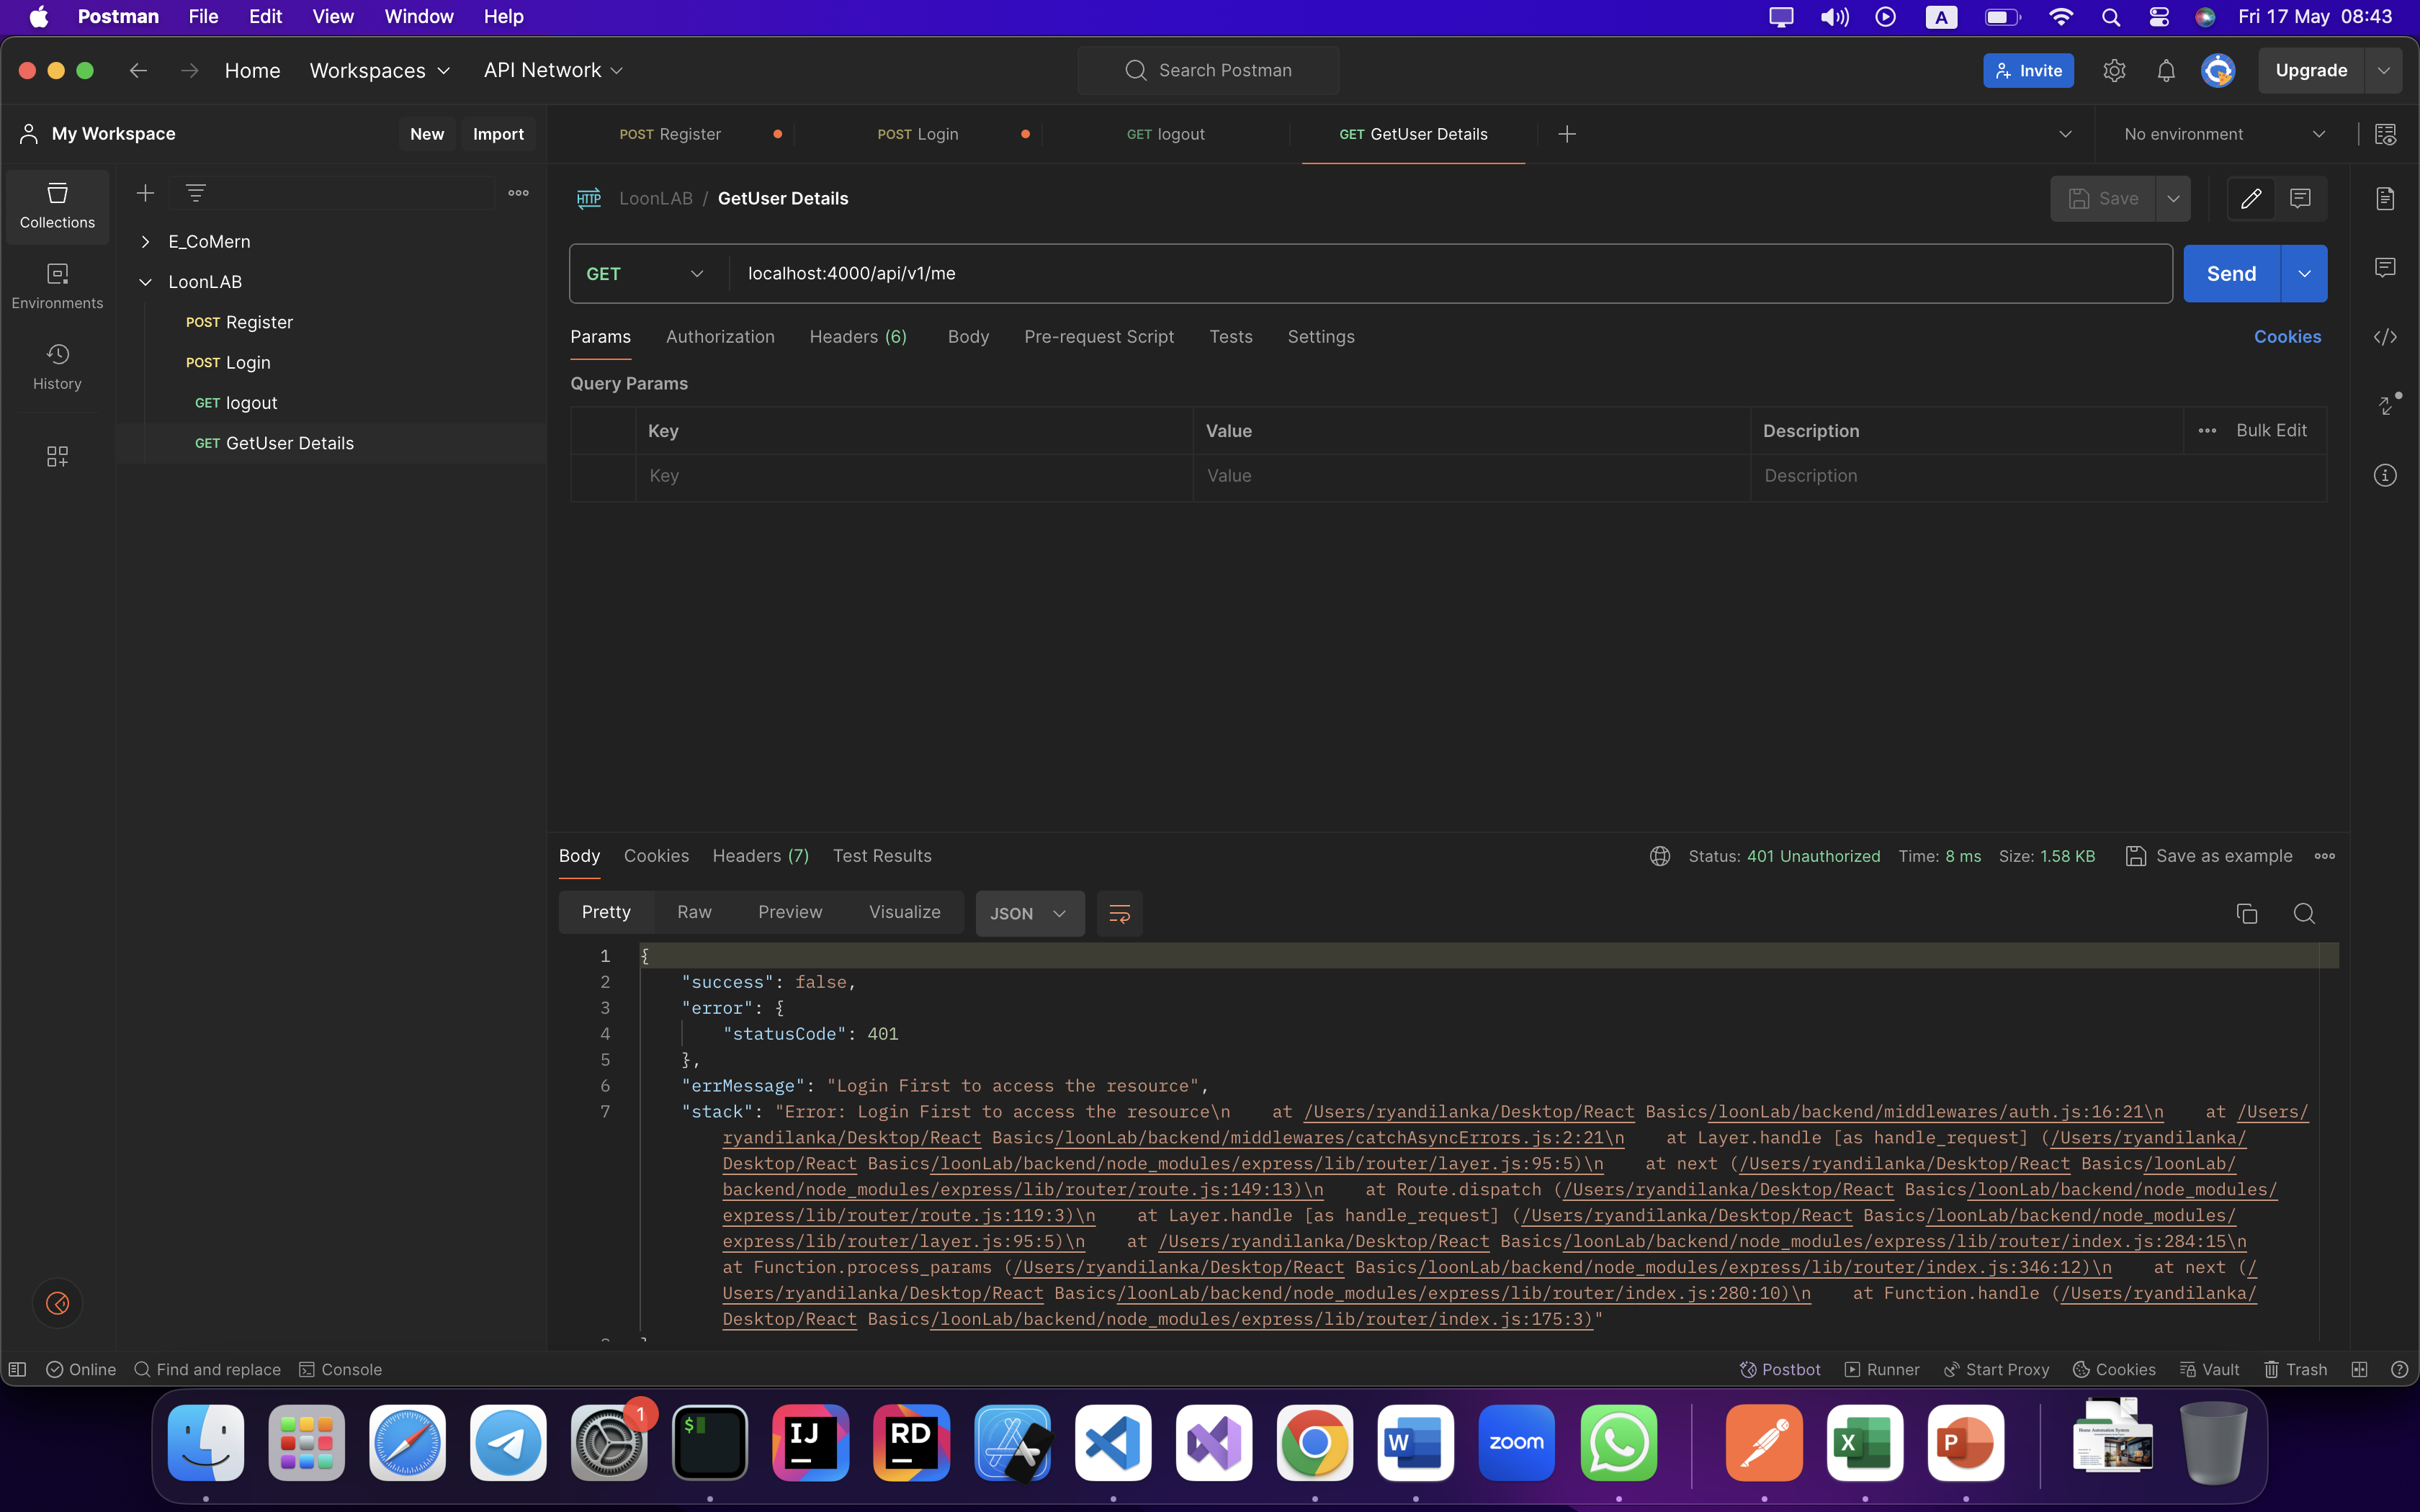 Postman File Edit View Window Help
A Fri 17 May 08:43
Home Workspaces API Network
Search Postman
Invite Upgrade
My Workspace New Import
POST Register POST Login GET logout GET GetUser Details No environment
Collections
Environments
History
E_CoMern
LoonLAB
POST Register
POST Login
GET logout
GET GetUser Details
HTTP LoonLAB / GetUser Details Save
GET localhost:4000/api/v1/me Send
Params Authorization Headers (6) Body Pre-request Script Tests Settings Cookies
Query Params
Key Value Description Bulk Edit
Key Value Description
Body Cookies Headers (7) Test Results Status: 401 Unauthorized Time: 8 ms Size: 1.58 KB Save as example
Pretty Raw Preview Visualize JSON
1 {
2 "success": false,
3 "error": {
4 "statusCode": 401
5 },
6 "errMessage": "Login First to access the resource",
7 "stack": "Error: Login First to access the resource\n    at /Users/ryandilanka/Desktop/React Basics/loonLab/backend/middlewares/auth.js:16:21\n    at /Users/
ryandilanka/Desktop/React Basics/loonLab/backend/middlewares/catchAsyncErrors.js:2:21\n    at Layer.handle [as handle_request] (/Users/ryandilanka/
Desktop/React Basics/loonLab/backend/node_modules/express/lib/router/layer.js:95:5)\n    at next (/Users/ryandilanka/Desktop/React Basics/loonLab/
backend/node_modules/express/lib/router/route.js:149:13)\n    at Route.dispatch (/Users/ryandilanka/Desktop/React Basics/loonLab/backend/node_modules/
express/lib/router/route.js:119:3)\n    at Layer.handle [as handle_request] (/Users/ryandilanka/Desktop/React Basics/loonLab/backend/node_modules/
express/lib/router/layer.js:95:5)\n    at /Users/ryandilanka/Desktop/React Basics/loonLab/backend/node_modules/express/lib/router/index.js:284:15\n
at Function.process_params (/Users/ryandilanka/Desktop/React Basics/loonLab/backend/node_modules/express/lib/router/index.js:346:12)\n    at next (/
Users/ryandilanka/Desktop/React Basics/loonLab/backend/node_modules/express/lib/router/index.js:280:10)\n    at Function.handle (/Users/ryandilanka/
Desktop/React Basics/loonLab/backend/node_modules/express/lib/router/index.js:175:3)"
Online Find and replace Console Postbot Runner Start Proxy Cookies Vault Trash
1
$ IJ RD W zoom X P
Home Automation System